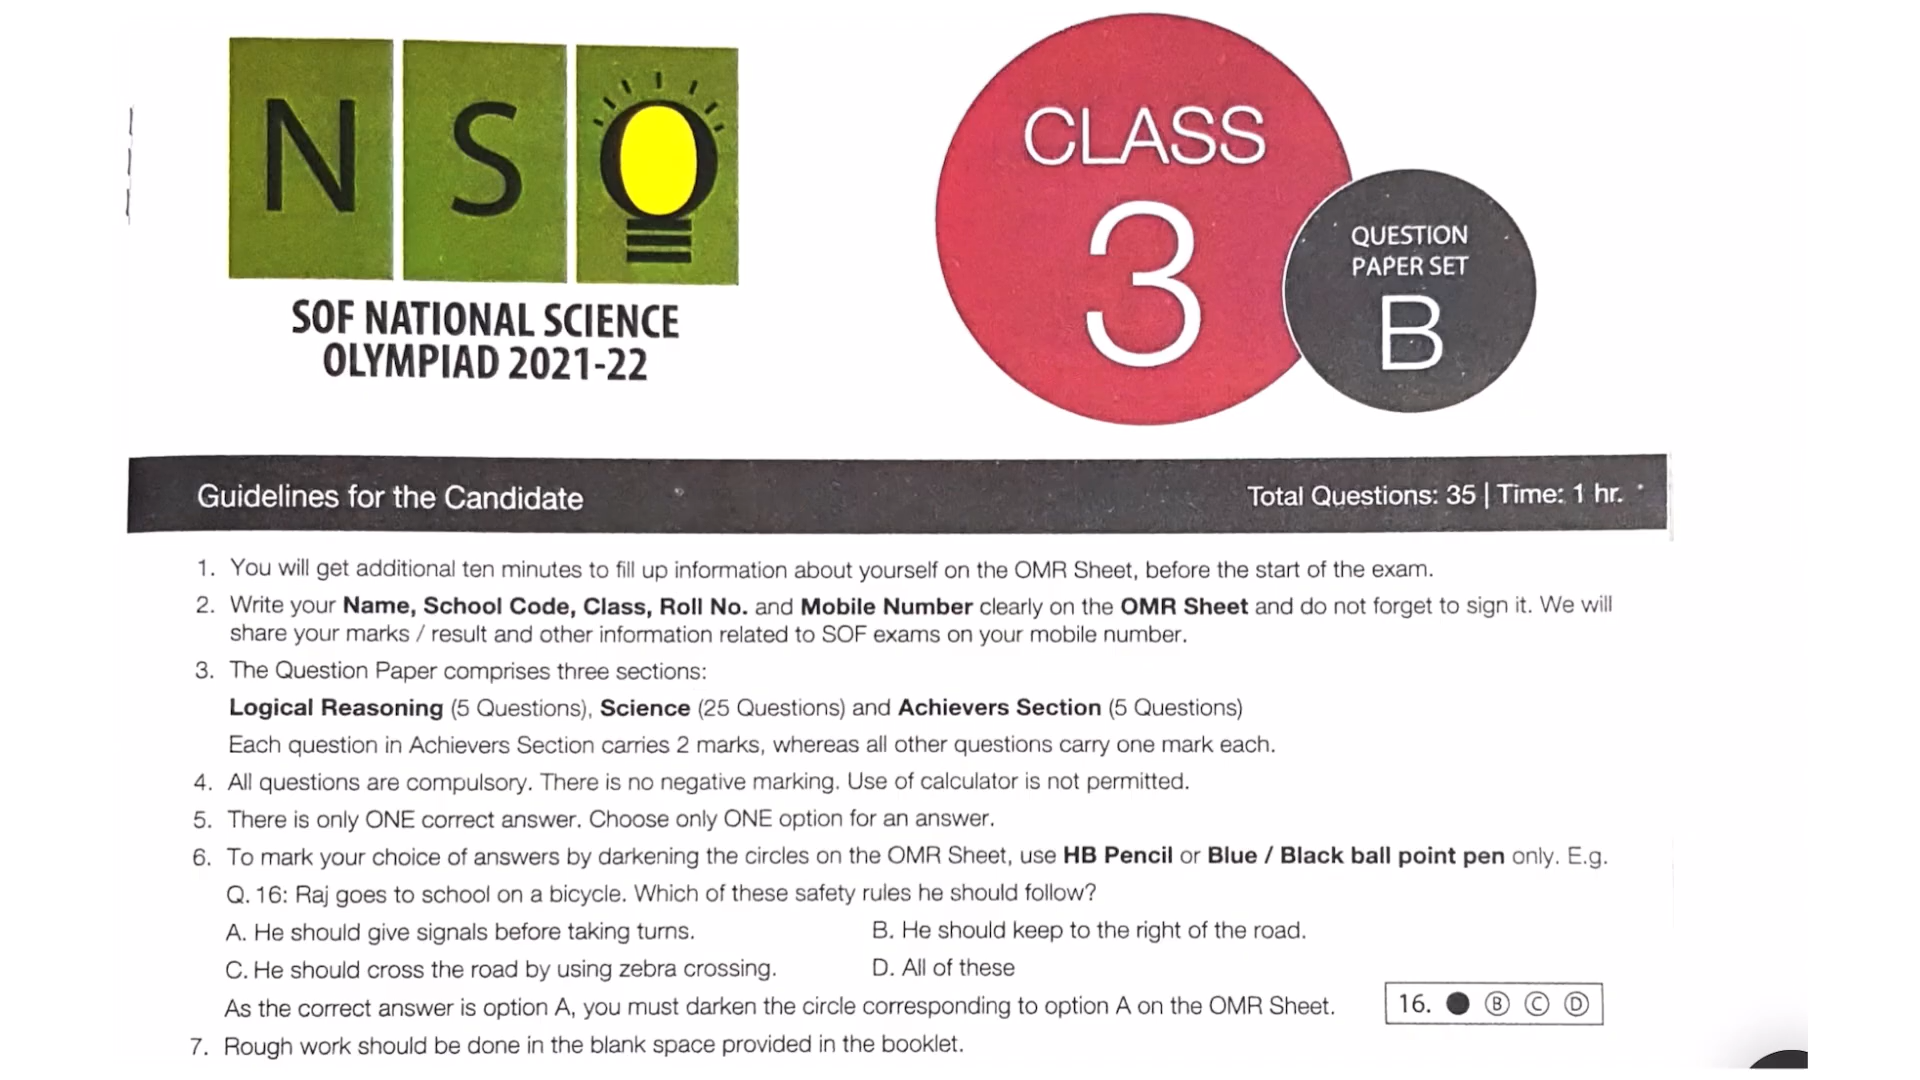 NSO
SOF NATIONAL SCIENCE
OLYMPIAD 2021-22
CLASS
3
QUESTION
PAPER SET
B
Guidelines for the Candidate
Total Questions: 35 | Time: 1 hr.
1. You will get additional ten minutes to fill up information about yourself on the OMR Sheet, before the start of the exam.
2. Write your Name, School Code, Class, Roll No. and Mobile Number clearly on the OMR Sheet and do not forget to sign it. We will
share your marks / result and other information related to SOF exams on your mobile number.
3. The Question Paper comprises three sections:
Logical Reasoning (5 Questions), Science (25 Questions) and Achievers Section (5 Questions)
Each question in Achievers Section carries 2 marks, whereas all other questions carry one mark each.
4. All questions are compulsory. There is no negative marking. Use of calculator is not permitted.
5. There is only ONE correct answer. Choose only ONE option for an answer.
6. To mark your choice of answers by darkening the circles on the OMR Sheet, use HB Pencil or Blue / Black ball point pen only. E.g.
Q. 16: Raj goes to school on a bicycle. Which of these safety rules he should follow?
A. He should give signals before taking turns. B. He should keep to the right of the road.
C. He should cross the road by using zebra crossing. D. All of these
As the correct answer is option A, you must darken the circle corresponding to option A on the OMR Sheet.
16. ● Ⓑ Ⓒ Ⓓ
7. Rough work should be done in the blank space provided in the booklet.